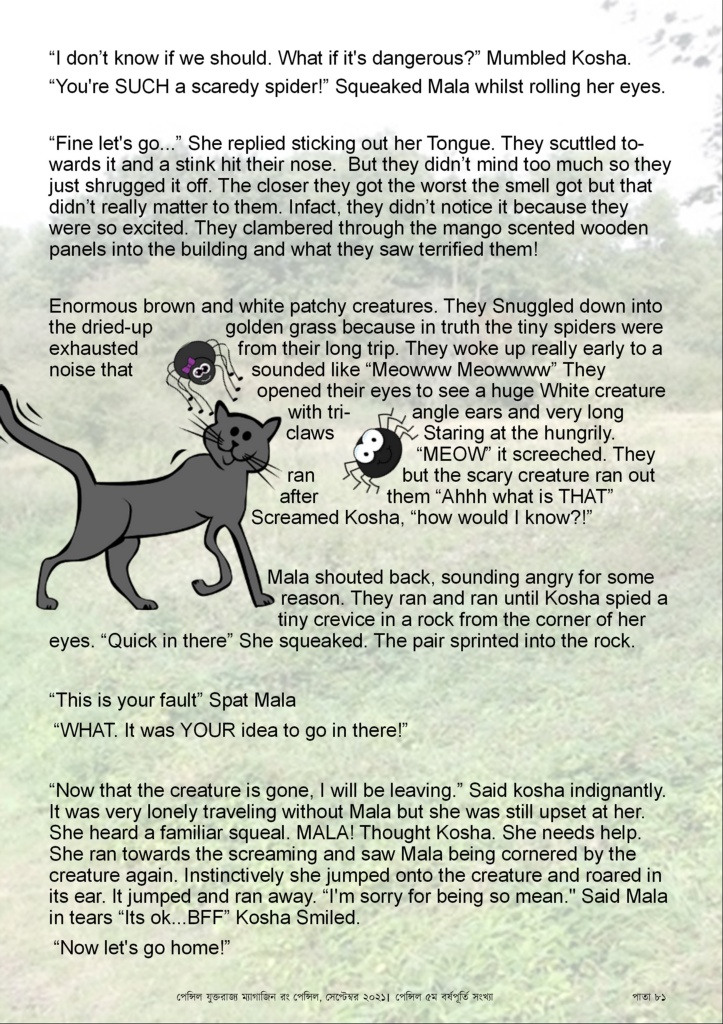 “I don’t know if we should. What if it's dangerous?” Mumbled Kosha.
“You're SUCH a scaredy spider!” Squeaked Mala whilst rolling her eyes.
“Fine let's go...” She replied sticking out her Tongue. They scuttled to-
wards it and a stink hit their nose.  But they didn’t mind too much so they
just shrugged it off. The closer they got the worst the smell got but that
didn’t really matter to them. Infact, they didn’t notice it because they
were so excited. They clambered through the mango scented wooden
panels into the building and what they saw terrified them!
Enormous brown and white patchy creatures. They Snuggled down into
the dried-up golden grass because in truth the tiny spiders were
exhausted from their long trip. They woke up really early to a
noise that sounded like “Meowww Meowwww” They
opened their eyes to see a huge White creature
with tri- angle ears and very long
claws Staring at the hungrily.
“MEOW” it screeched. They
ran but the scary creature ran out
after them “Ahhh what is THAT”
Screamed Kosha, “how would I know?!”
Mala shouted back, sounding angry for some
reason. They ran and ran until Kosha spied a
tiny crevice in a rock from the corner of her
eyes. “Quick in there” She squeaked. The pair sprinted into the rock.
“This is your fault” Spat Mala
“WHAT. It was YOUR idea to go in there!”
“Now that the creature is gone, I will be leaving.” Said kosha indignantly.
It was very lonely traveling without Mala but she was still upset at her.
She heard a familiar squeal. MALA! Thought Kosha. She needs help.
She ran towards the screaming and saw Mala being cornered by the
creature again. Instinctively she jumped onto the creature and roared in
its ear. It jumped and ran away. “I'm sorry for being so mean." Said Mala
in tears “Its ok...BFF” Kosha Smiled.
“Now let's go home!”
পেন্সিল যুক্তরাজ্য ম্যাগাজিন রং পেন্সিল, সেপ্টেম্বর ২০২১। পেন্সিল ৫ম বর্ষপূর্তি সংখ্যা পাতা ৮১